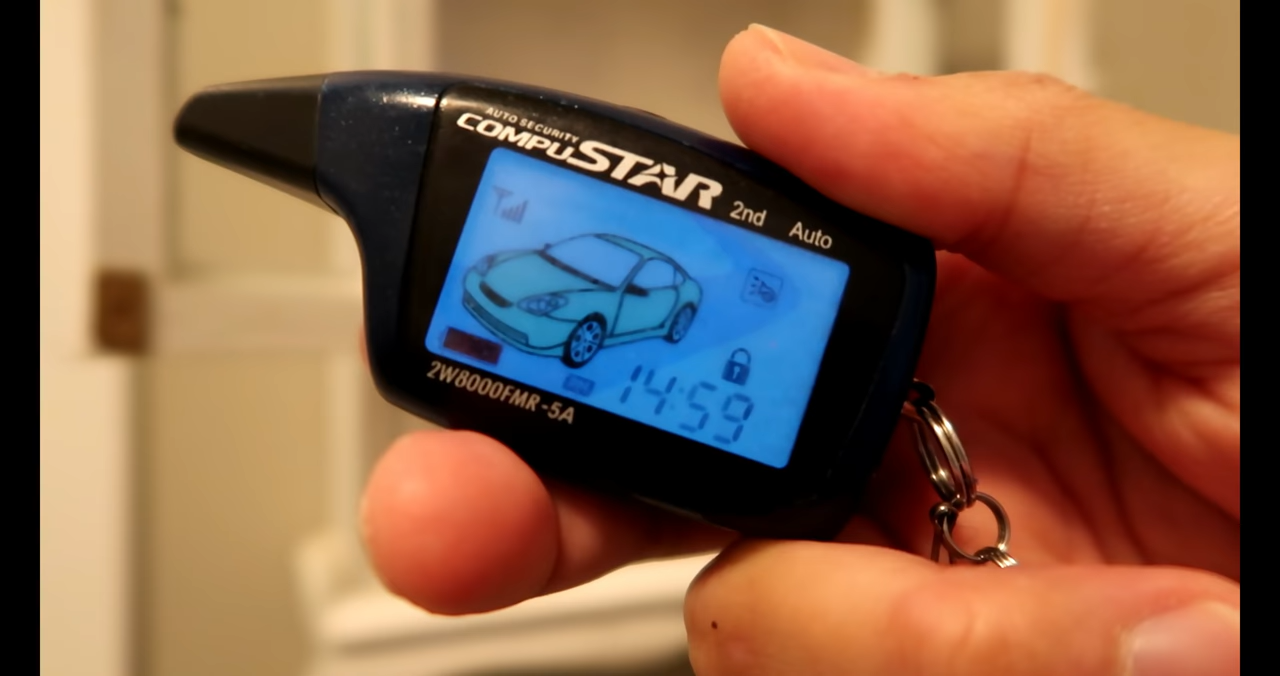 AUTO SECURITY
COMPUSTAR
2nd Auto
14:59
2W8000FMR-5A